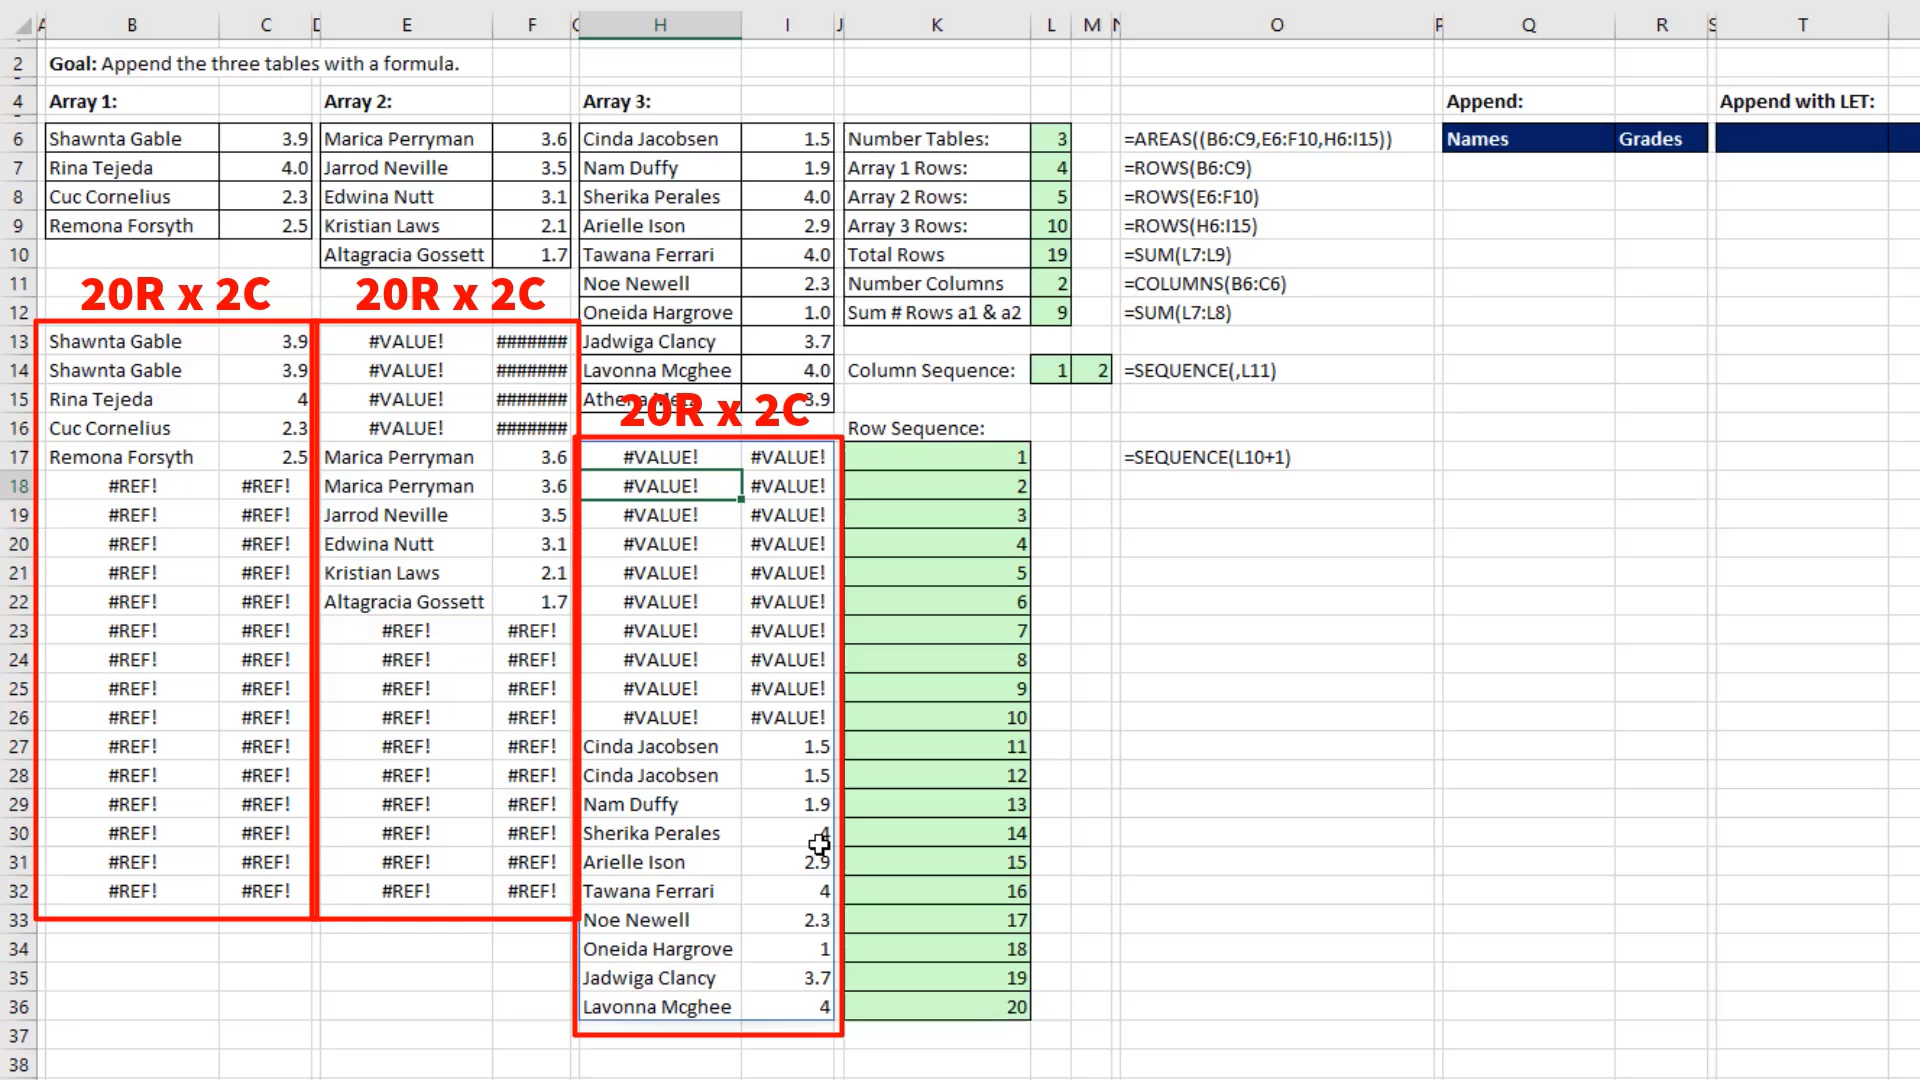 A B C D E F G H I J K L M N O P Q R S T
2 Goal: Append the three tables with a formula.
4 Array 1: Array 2: Array 3: Append: Append with LET:
6 Shawnta Gable 3.9 Marica Perryman 3.6 Cinda Jacobsen 1.5 Number Tables: 3 =AREAS((B6:C9,E6:F10,H6:I15)) Names Grades
7 Rina Tejeda 4.0 Jarrod Neville 3.5 Nam Duffy 1.9 Array 1 Rows: 4 =ROWS(B6:C9)
8 Cuc Cornelius 2.3 Edwina Nutt 3.1 Sherika Perales 4.0 Array 2 Rows: 5 =ROWS(E6:F10)
9 Remona Forsyth 2.5 Kristian Laws 2.1 Arielle Ison 2.9 Array 3 Rows: 10 =ROWS(H6:I15)
10 Altagracia Gossett 1.7 Tawana Ferrari 4.0 Total Rows 19 =SUM(L7:L9)
11 20R x 2C 20R x 2C Noe Newell 2.3 Number Columns 2 =COLUMNS(B6:C6)
12 Oneida Hargrove 1.0 Sum # Rows a1 & a2 9 =SUM(L7:L8)
13 Shawnta Gable 3.9 #VALUE! ####### Jadwiga Clancy 3.7
14 Shawnta Gable 3.9 #VALUE! ####### Lavonna Mcghee 4.0 Column Sequence: 1 2 =SEQUENCE(,L11)
15 Rina Tejeda 4 #VALUE! ####### Athena 3.9
20R x 2C
16 Cuc Cornelius 2.3 #VALUE! ####### Row Sequence:
17 Remona Forsyth 2.5 Marica Perryman 3.6 #VALUE! #VALUE! 1 =SEQUENCE(L10+1)
18 #REF! #REF! Marica Perryman 3.6 #VALUE! #VALUE! 2
19 #REF! #REF! Jarrod Neville 3.5 #VALUE! #VALUE! 3
20 #REF! #REF! Edwina Nutt 3.1 #VALUE! #VALUE! 4
21 #REF! #REF! Kristian Laws 2.1 #VALUE! #VALUE! 5
22 #REF! #REF! Altagracia Gossett 1.7 #VALUE! #VALUE! 6
23 #REF! #REF! #REF! #REF! #VALUE! #VALUE! 7
24 #REF! #REF! #REF! #REF! #VALUE! #VALUE! 8
25 #REF! #REF! #REF! #REF! #VALUE! #VALUE! 9
26 #REF! #REF! #REF! #REF! #VALUE! #VALUE! 10
27 #REF! #REF! #REF! #REF! Cinda Jacobsen 1.5 11
28 #REF! #REF! #REF! #REF! Cinda Jacobsen 1.5 12
29 #REF! #REF! #REF! #REF! Nam Duffy 1.9 13
30 #REF! #REF! #REF! #REF! Sherika Perales 4 14
31 #REF! #REF! #REF! #REF! Arielle Ison 2.9 15
32 #REF! #REF! #REF! #REF! Tawana Ferrari 4 16
33 Noe Newell 2.3 17
34 Oneida Hargrove 1 18
35 Jadwiga Clancy 3.7 19
36 Lavonna Mcghee 4 20
37
38